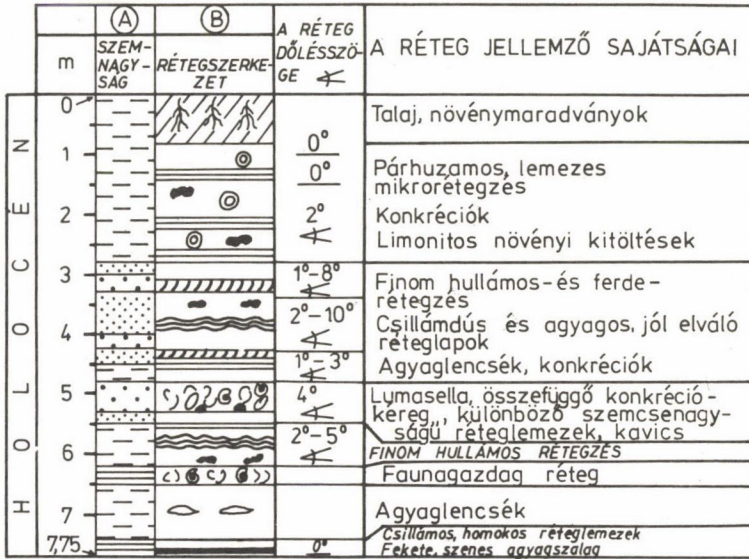 A
B
m
SZEM-
NAGY-
SÁG
RÉTEGSZERKE-
ZET
A RÉTEG
DŐLÉSSZÖ-
GE
A RÉTEG JELLEMZŐ SAJÁTSÁGAI
HOLOCÉN
0
1
2
3
4
5
6
7
7,75
0°
0°
2°
1°-8°
2°-10°
1°-3°
4°
2°-5°
0°
Talaj, növénymaradványok
Párhuzamos, lemezes
mikrorétegzés
Konkréciók
Limonitos növényi kitöltések
Finom hullámos- és ferde-
rétegzés
Csillámdús és agyagos, jól elváló
réteglapok
Agyaglencsék, konkréciók
Lymasella, összefüggő konkréció-
kéreg,, különböző szemcsenagy-
ságú réteglemezek, kavics
FINOM HULLÁMOS RÉTEGZÉS
Faunagazdag réteg
Agyaglencsék
Csillámos, homokos réteglemezek
Fekete, szenes agyagszalag